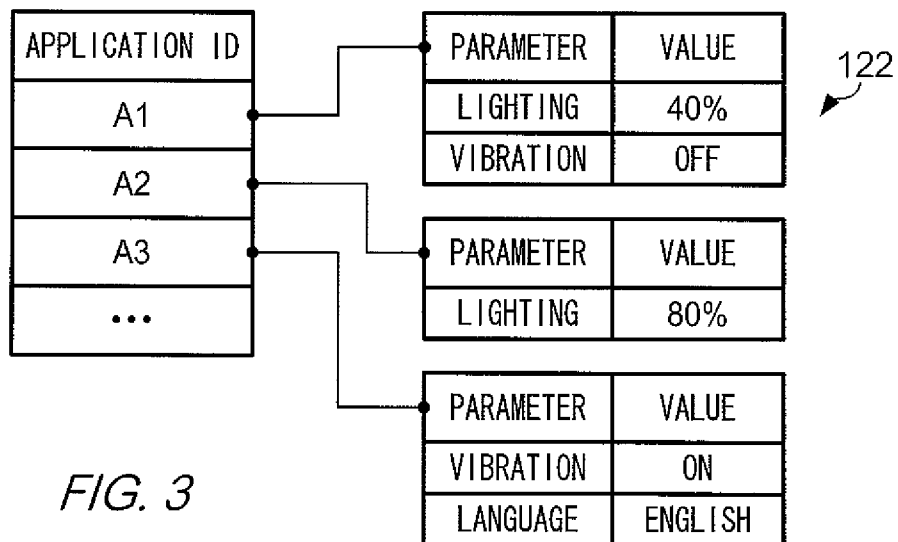 APPLICATION ID
A1
A2
A3
...
PARAMETER VALUE
LIGHTING 40%
VIBRATION OFF
122
PARAMETER VALUE
LIGHTING 80%
PARAMETER VALUE
VIBRATION ON
LANGUAGE ENGLISH
FIG. 3